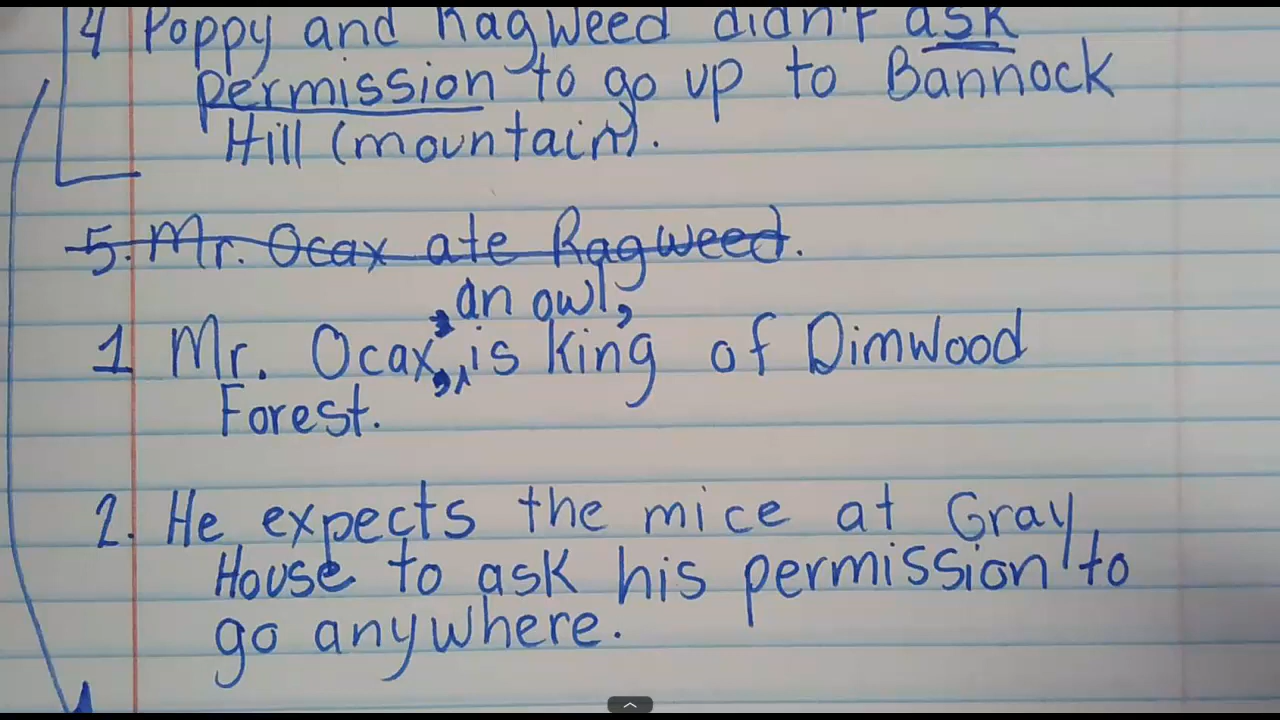 4 Poppy and Ragweed didn't ask
permission to go up to Bannock
Hill (mountain).
5. Mr. Ocax ate Ragweed.
, an owl,
1 Mr. Ocax, is king of Dimwood
Forest.
2. He expects the mice at Gray
House to ask his permission to
go anywhere.